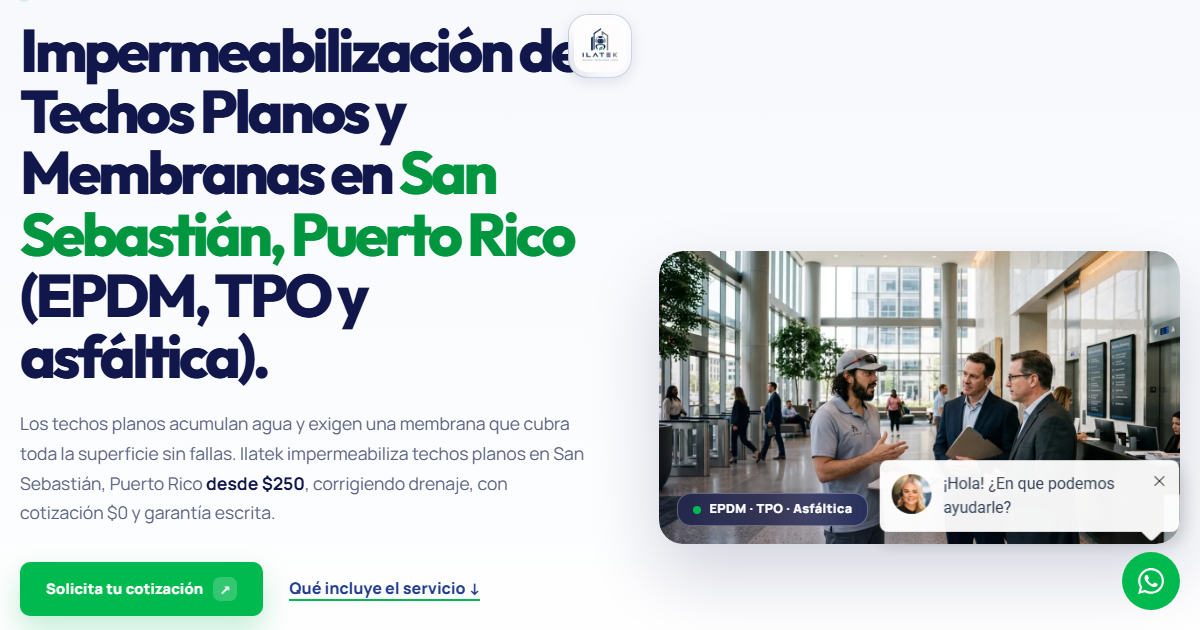 Impermeabilización de
ILATEK
Techos Planos y
Membranas en San
Sebastián, Puerto Rico
(EPDM, TPO y
asfáltica).
Los techos planos acumulan agua y exigen una membrana que cubra
toda la superficie sin fallas. Ilatek impermeabiliza techos planos en San
Sebastián, Puerto Rico desde $250, corrigiendo drenaje, con
cotización $0 y garantía escrita.
Solicita tu cotización ↗
Qué incluye el servicio ↓
EPDM · TPO · Asfáltica
¡Hola! ¿En que podemos
ayudarle?